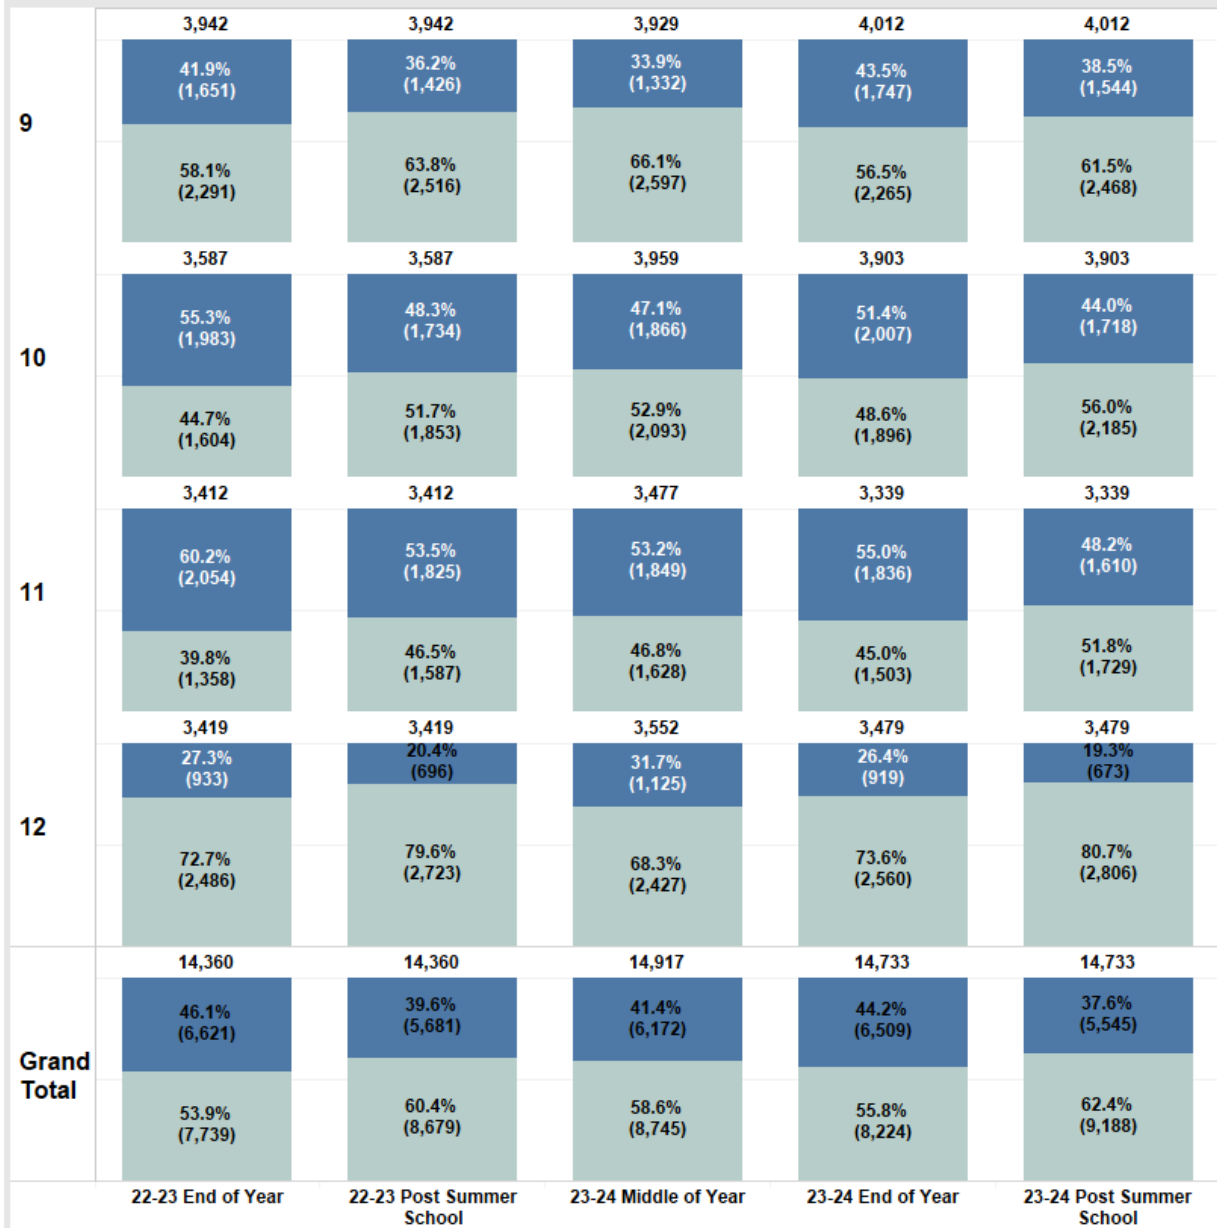 3,942 3,942 3,929 4,012 4,012
41.9% 36.2% 33.9% 43.5% 38.5%
(1,651) (1,426) (1,332) (1,747) (1,544)
9
58.1% 63.8% 66.1% 56.5% 61.5%
(2,291) (2,516) (2,597) (2,265) (2,468)
3,587 3,587 3,959 3,903 3,903
55.3% 48.3% 47.1% 51.4% 44.0%
(1,983) (1,734) (1,866) (2,007) (1,718)
10
44.7% 51.7% 52.9% 48.6% 56.0%
(1,604) (1,853) (2,093) (1,896) (2,185)
3,412 3,412 3,477 3,339 3,339
60.2% 53.5% 53.2% 55.0% 48.2%
(2,054) (1,825) (1,849) (1,836) (1,610)
11
39.8% 46.5% 46.8% 45.0% 51.8%
(1,358) (1,587) (1,628) (1,503) (1,729)
3,419 3,419 3,552 3,479 3,479
27.3% 20.4% 31.7% 26.4% 19.3%
(933) (696) (1,125) (919) (673)
12
72.7% 79.6% 68.3% 73.6% 80.7%
(2,486) (2,723) (2,427) (2,560) (2,806)
14,360 14,360 14,917 14,733 14,733
46.1% 39.6% 41.4% 44.2% 37.6%
(6,621) (5,681) (6,172) (6,509) (5,545)
Grand
Total
53.9% 60.4% 58.6% 55.8% 62.4%
(7,739) (8,679) (8,745) (8,224) (9,188)
22-23 End of Year 22-23 Post Summer 23-24 Middle of Year 23-24 End of Year 23-24 Post Summer
School School